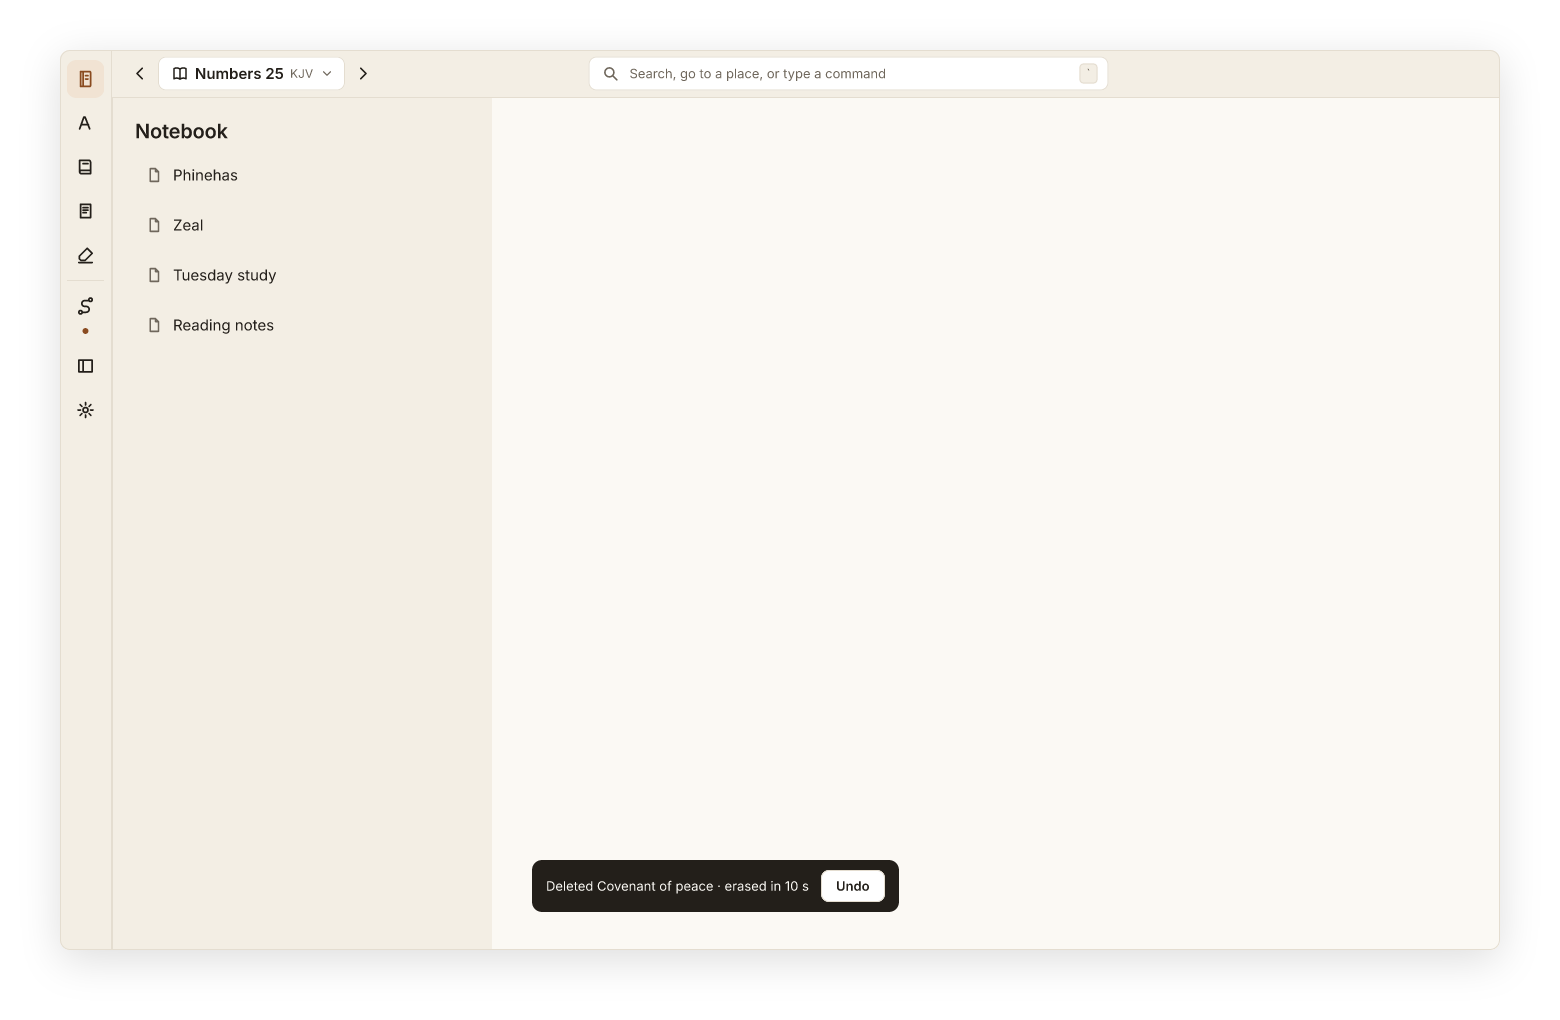 Numbers 25 KJV
Search, go to a place, or type a command
Notebook
Phinehas
Zeal
Tuesday study
Reading notes
Deleted Covenant of peace · erased in 10 s
Undo